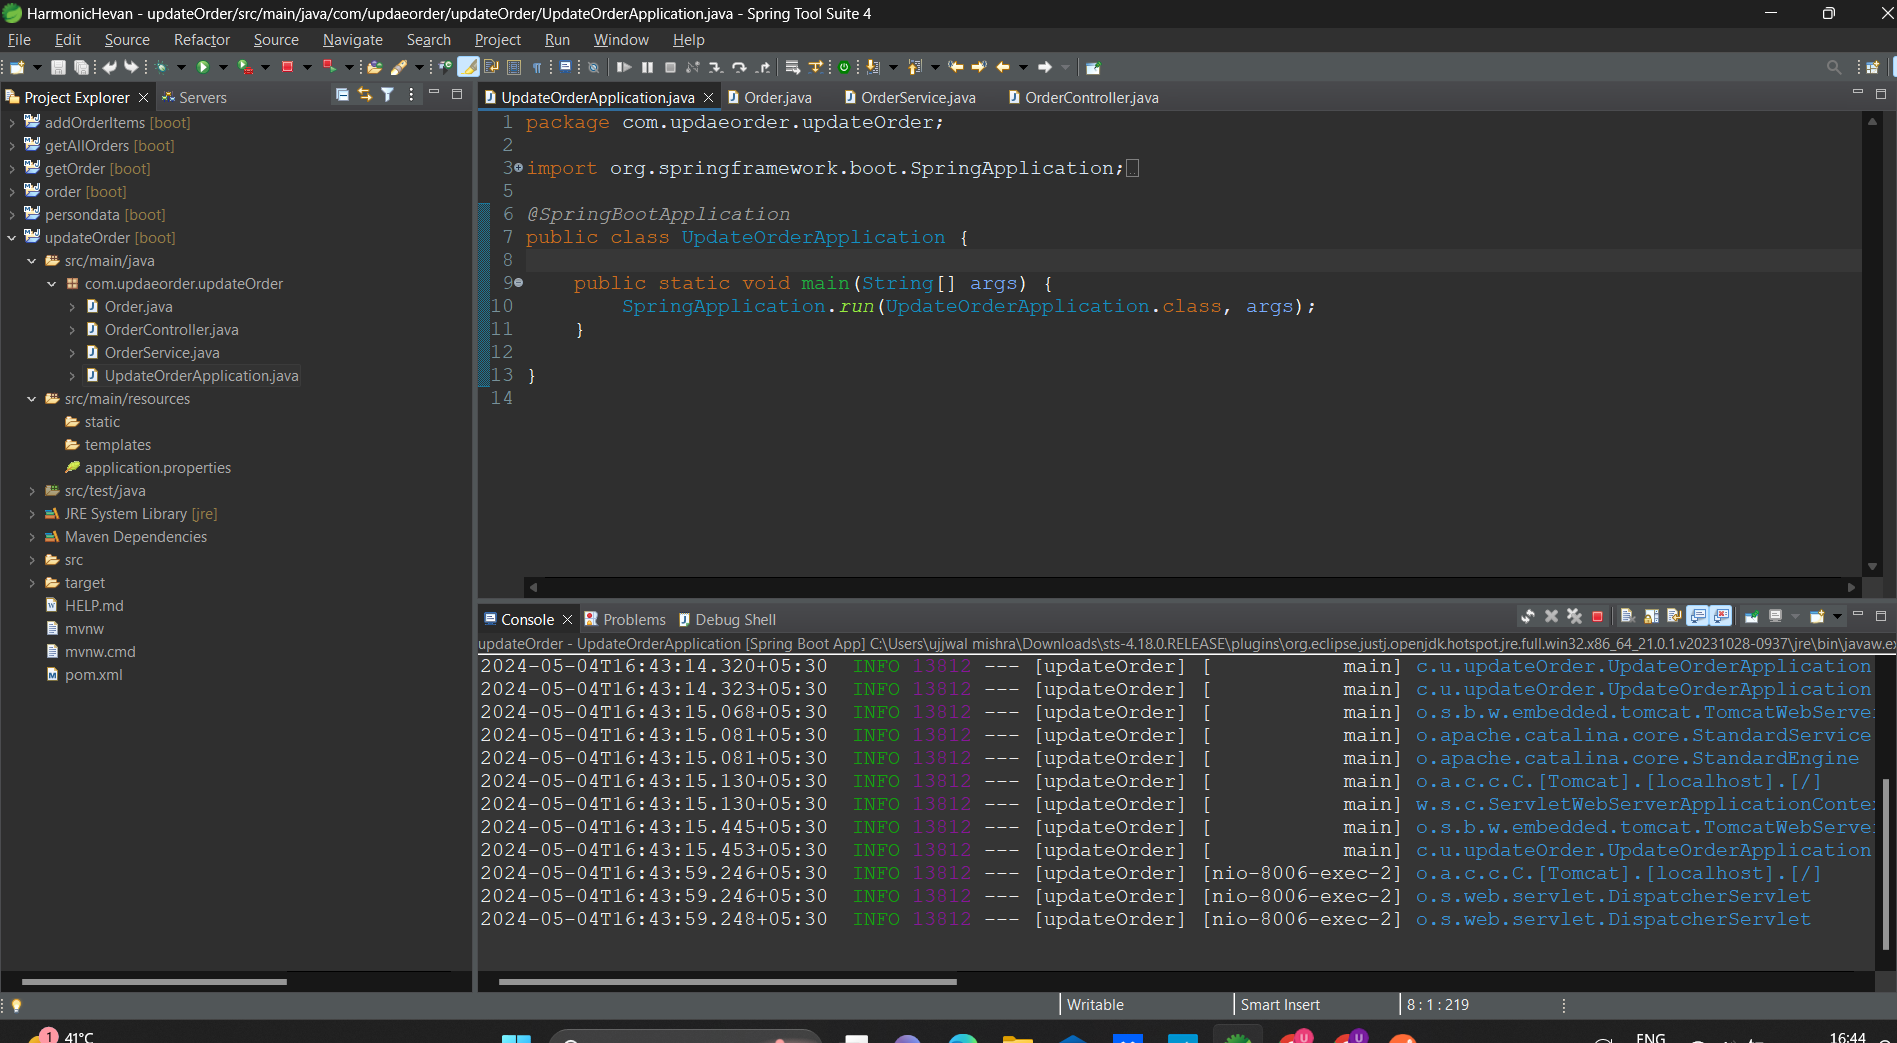 HarmonicHevan - updateOrder/src/main/java/com/updaeorder/updateOrder/UpdateOrderApplication.java - Spring Tool Suite 4
File Edit Source Refactor Source Navigate Search Project Run Window Help
Project Explorer Servers
addOrderItems [boot]
getAllOrders [boot]
getOrder [boot]
order [boot]
persondata [boot]
updateOrder [boot]
src/main/java
com.updaeorder.updateOrder
Order.java
OrderController.java
OrderService.java
UpdateOrderApplication.java
src/main/resources
static
templates
application.properties
src/test/java
JRE System Library [jre]
Maven Dependencies
src
target
HELP.md
mvnw
mvnw.cmd
pom.xml
UpdateOrderApplication.java Order.java OrderService.java OrderController.java
1 package com.updaeorder.updateOrder;
2
3 import org.springframework.boot.SpringApplication;
5
6 @SpringBootApplication
7 public class UpdateOrderApplication {
8
9 public static void main(String[] args) {
10 SpringApplication.run(UpdateOrderApplication.class, args);
11 }
12
13 }
14
Console Problems Debug Shell
updateOrder - UpdateOrderApplication [Spring Boot App] C:\Users\ujjwal mishra\Downloads\sts-4.18.0.RELEASE\plugins\org.eclipse.justj.openjdk.hotspot.jre.full.win32.x86_64_21.0.1.v20231028-0937\jre\bin\javaw.ex
2024-05-04T16:43:14.320+05:30 INFO 13812 --- [updateOrder] [ main] c.u.updateOrder.UpdateOrderApplication
2024-05-04T16:43:14.323+05:30 INFO 13812 --- [updateOrder] [ main] c.u.updateOrder.UpdateOrderApplication
2024-05-04T16:43:15.068+05:30 INFO 13812 --- [updateOrder] [ main] o.s.b.w.embedded.tomcat.TomcatWebServe
2024-05-04T16:43:15.081+05:30 INFO 13812 --- [updateOrder] [ main] o.apache.catalina.core.StandardService
2024-05-04T16:43:15.081+05:30 INFO 13812 --- [updateOrder] [ main] o.apache.catalina.core.StandardEngine
2024-05-04T16:43:15.130+05:30 INFO 13812 --- [updateOrder] [ main] o.a.c.c.C.[Tomcat].[localhost].[/]
2024-05-04T16:43:15.130+05:30 INFO 13812 --- [updateOrder] [ main] w.s.c.ServletWebServerApplicationConte
2024-05-04T16:43:15.445+05:30 INFO 13812 --- [updateOrder] [ main] o.s.b.w.embedded.tomcat.TomcatWebServe
2024-05-04T16:43:15.453+05:30 INFO 13812 --- [updateOrder] [ main] c.u.updateOrder.UpdateOrderApplication
2024-05-04T16:43:59.246+05:30 INFO 13812 --- [updateOrder] [nio-8006-exec-2] o.a.c.c.C.[Tomcat].[localhost].[/]
2024-05-04T16:43:59.246+05:30 INFO 13812 --- [updateOrder] [nio-8006-exec-2] o.s.web.servlet.DispatcherServlet
2024-05-04T16:43:59.248+05:30 INFO 13812 --- [updateOrder] [nio-8006-exec-2] o.s.web.servlet.DispatcherServlet
Writable Smart Insert 8 : 1 : 219
1 41°C U U ENG 16:44